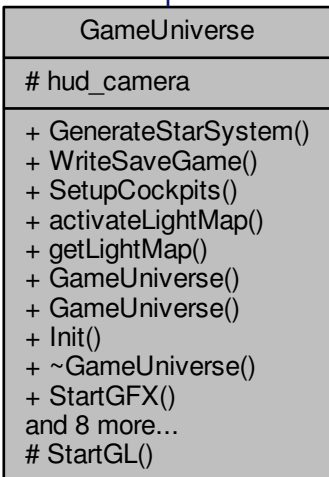 GameUniverse
# hud_camera
+ GenerateStarSystem()
+ WriteSaveGame()
+ SetupCockpits()
+ activateLightMap()
+ getLightMap()
+ GameUniverse()
+ GameUniverse()
+ Init()
+ ~GameUniverse()
+ StartGFX()
and 8 more...
# StartGL()